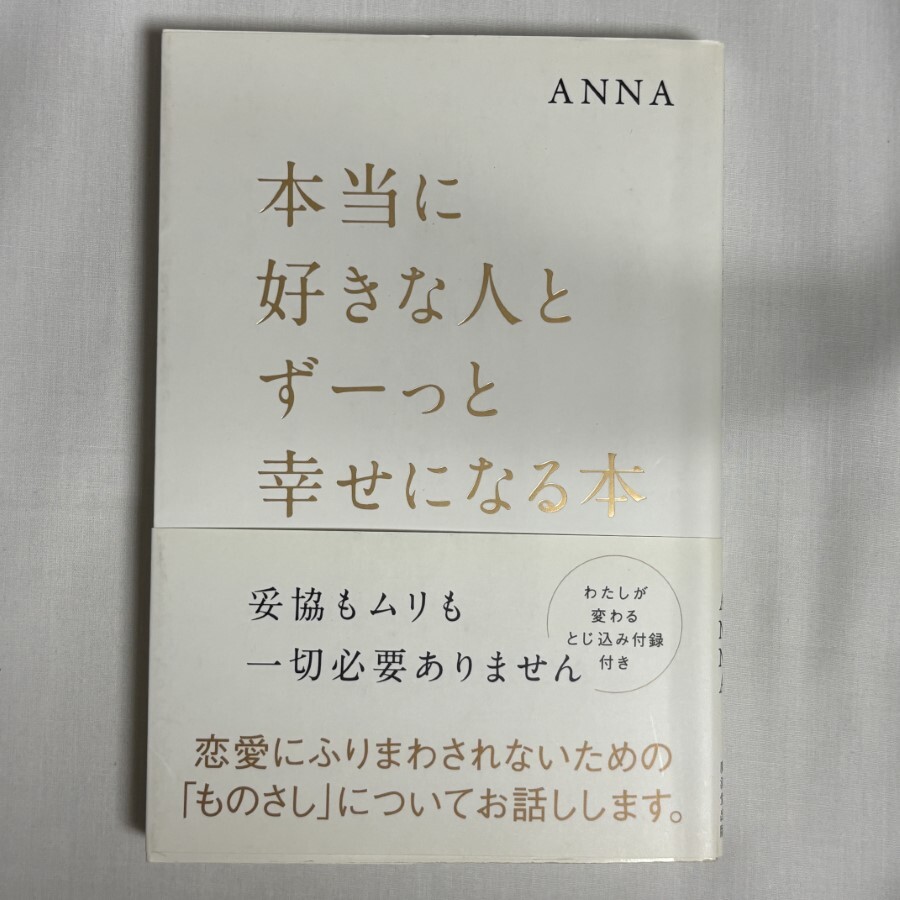 ANNA
本当に
好きな人と
ずーっと
幸せになる本
妥協もムリも
一切必要ありません
わたしが
変わる
とじ込み付録
付き
恋愛にふりまわされないための
「ものさし」についてお話しします。
ANNA